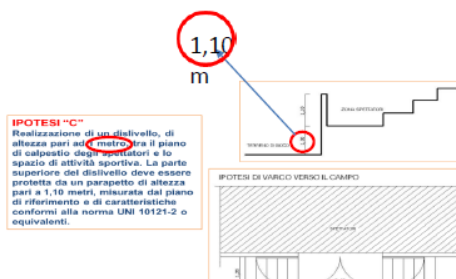 1,10
m
IPOTESI "C"
Realizzazione di un dislivello, di
altezza pari ad 1 metro, tra il piano
di calpestio degli spettatori e lo
spazio di attività sportiva. La parte
superiore del dislivello deve essere
protetta da un parapetto di altezza
pari a 1,10 metri, misurata dal piano
di riferimento e di caratteristiche
conformi alla norma UNI 10121-2 o
equivalenti.
ZONA SPETTATORI
IPOTESI DI VARCO VERSO IL CAMPO